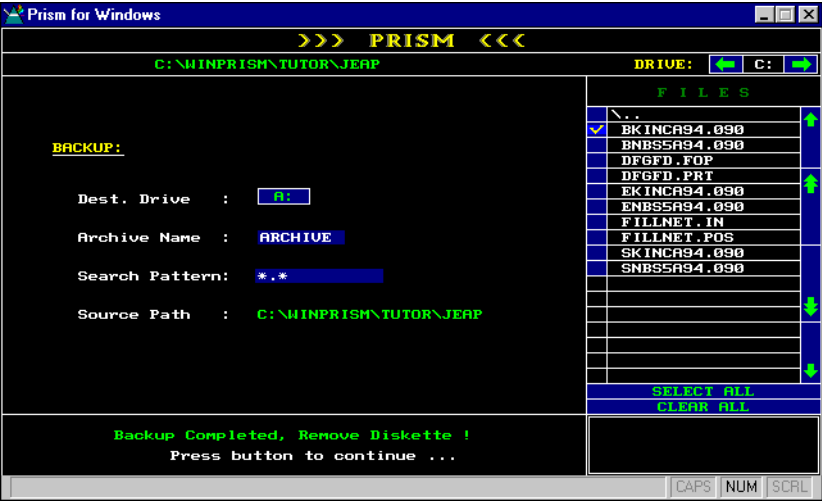 Prism for Windows
>>> PRISM <<<
C:\WINPRISM\TUTOR\JEAP
DRIVE: C:
FILES
\..
BKINCA94.090
BNBS5A94.090
DFGFD.FOP
DFGFD.PRT
EKINCA94.090
ENBS5A94.090
FILLNET.IN
FILLNET.POS
SKINCA94.090
SNBS5A94.090
SELECT ALL
CLEAR ALL
BACKUP:
Dest. Drive : A:
Archive Name : ARCHIVE
Search Pattern: *.*
Source Path : C:\WINPRISM\TUTOR\JEAP
Backup Completed, Remove Diskette !
Press button to continue ...
CAPS NUM SCRL